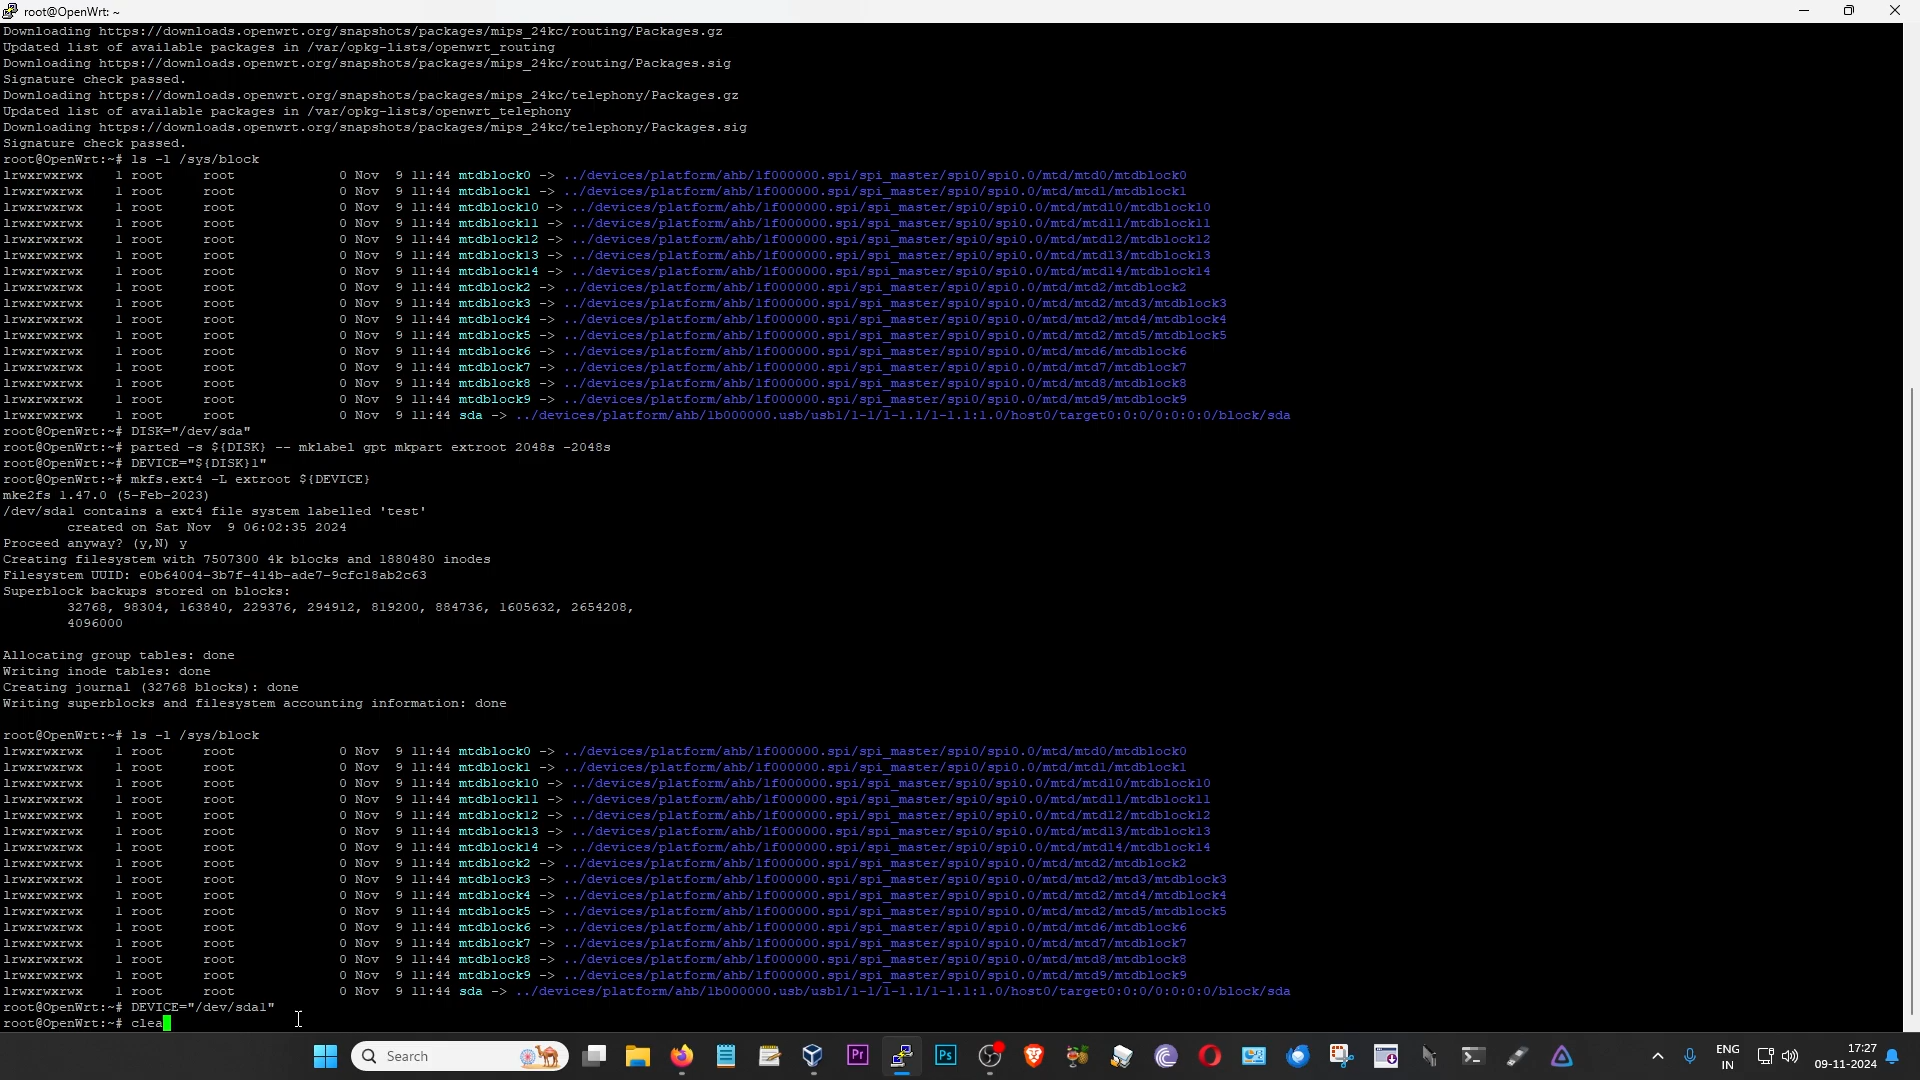 root@OpenWrt: ~
Downloading https://downloads.openwrt.org/snapshots/packages/mips_24kc/routing/Packages.gz
Updated list of available packages in /var/opkg-lists/openwrt_routing
Downloading https://downloads.openwrt.org/snapshots/packages/mips_24kc/routing/Packages.sig
Signature check passed.
Downloading https://downloads.openwrt.org/snapshots/packages/mips_24kc/telephony/Packages.gz
Updated list of available packages in /var/opkg-lists/openwrt_telephony
Downloading https://downloads.openwrt.org/snapshots/packages/mips_24kc/telephony/Packages.sig
Signature check passed.
root@OpenWrt:~# ls -l /sys/block
lrwxrwxrwx    1 root     root             0 Nov  9 11:44 mtdblock0 -> ../devices/platform/ahb/1f000000.spi/spi_master/spi0/spi0.0/mtd/mtd0/mtdblock0
lrwxrwxrwx    1 root     root             0 Nov  9 11:44 mtdblock1 -> ../devices/platform/ahb/1f000000.spi/spi_master/spi0/spi0.0/mtd/mtd1/mtdblock1
lrwxrwxrwx    1 root     root             0 Nov  9 11:44 mtdblock10 -> ../devices/platform/ahb/1f000000.spi/spi_master/spi0/spi0.0/mtd/mtd10/mtdblock10
lrwxrwxrwx    1 root     root             0 Nov  9 11:44 mtdblock11 -> ../devices/platform/ahb/1f000000.spi/spi_master/spi0/spi0.0/mtd/mtd11/mtdblock11
lrwxrwxrwx    1 root     root             0 Nov  9 11:44 mtdblock12 -> ../devices/platform/ahb/1f000000.spi/spi_master/spi0/spi0.0/mtd/mtd12/mtdblock12
lrwxrwxrwx    1 root     root             0 Nov  9 11:44 mtdblock13 -> ../devices/platform/ahb/1f000000.spi/spi_master/spi0/spi0.0/mtd/mtd13/mtdblock13
lrwxrwxrwx    1 root     root             0 Nov  9 11:44 mtdblock14 -> ../devices/platform/ahb/1f000000.spi/spi_master/spi0/spi0.0/mtd/mtd14/mtdblock14
lrwxrwxrwx    1 root     root             0 Nov  9 11:44 mtdblock2 -> ../devices/platform/ahb/1f000000.spi/spi_master/spi0/spi0.0/mtd/mtd2/mtdblock2
lrwxrwxrwx    1 root     root             0 Nov  9 11:44 mtdblock3 -> ../devices/platform/ahb/1f000000.spi/spi_master/spi0/spi0.0/mtd/mtd2/mtd3/mtdblock3
lrwxrwxrwx    1 root     root             0 Nov  9 11:44 mtdblock4 -> ../devices/platform/ahb/1f000000.spi/spi_master/spi0/spi0.0/mtd/mtd2/mtd4/mtdblock4
lrwxrwxrwx    1 root     root             0 Nov  9 11:44 mtdblock5 -> ../devices/platform/ahb/1f000000.spi/spi_master/spi0/spi0.0/mtd/mtd2/mtd5/mtdblock5
lrwxrwxrwx    1 root     root             0 Nov  9 11:44 mtdblock6 -> ../devices/platform/ahb/1f000000.spi/spi_master/spi0/spi0.0/mtd/mtd6/mtdblock6
lrwxrwxrwx    1 root     root             0 Nov  9 11:44 mtdblock7 -> ../devices/platform/ahb/1f000000.spi/spi_master/spi0/spi0.0/mtd/mtd7/mtdblock7
lrwxrwxrwx    1 root     root             0 Nov  9 11:44 mtdblock8 -> ../devices/platform/ahb/1f000000.spi/spi_master/spi0/spi0.0/mtd/mtd8/mtdblock8
lrwxrwxrwx    1 root     root             0 Nov  9 11:44 mtdblock9 -> ../devices/platform/ahb/1f000000.spi/spi_master/spi0/spi0.0/mtd/mtd9/mtdblock9
lrwxrwxrwx    1 root     root             0 Nov  9 11:44 sda -> ../devices/platform/ahb/1b000000.usb/usb1/1-1/1-1.1/1-1.1:1.0/host0/target0:0:0/0:0:0:0/block/sda
root@OpenWrt:~# DISK="/dev/sda"
root@OpenWrt:~# parted -s ${DISK} -- mklabel gpt mkpart extroot 2048s -2048s
root@OpenWrt:~# DEVICE="${DISK}1"
root@OpenWrt:~# mkfs.ext4 -L extroot ${DEVICE}
mke2fs 1.47.0 (5-Feb-2023)
/dev/sda1 contains a ext4 file system labelled 'test'
        created on Sat Nov  9 06:02:35 2024
Proceed anyway? (y,N) y
Creating filesystem with 7507300 4k blocks and 1880480 inodes
Filesystem UUID: e0b64004-3b7f-414b-ade7-9cfc18ab2c63
Superblock backups stored on blocks:
        32768, 98304, 163840, 229376, 294912, 819200, 884736, 1605632, 2654208,
        4096000
Allocating group tables: done
Writing inode tables: done
Creating journal (32768 blocks): done
Writing superblocks and filesystem accounting information: done
root@OpenWrt:~# ls -l /sys/block
lrwxrwxrwx    1 root     root             0 Nov  9 11:44 mtdblock0 -> ../devices/platform/ahb/1f000000.spi/spi_master/spi0/spi0.0/mtd/mtd0/mtdblock0
lrwxrwxrwx    1 root     root             0 Nov  9 11:44 mtdblock1 -> ../devices/platform/ahb/1f000000.spi/spi_master/spi0/spi0.0/mtd/mtd1/mtdblock1
lrwxrwxrwx    1 root     root             0 Nov  9 11:44 mtdblock10 -> ../devices/platform/ahb/1f000000.spi/spi_master/spi0/spi0.0/mtd/mtd10/mtdblock10
lrwxrwxrwx    1 root     root             0 Nov  9 11:44 mtdblock11 -> ../devices/platform/ahb/1f000000.spi/spi_master/spi0/spi0.0/mtd/mtd11/mtdblock11
lrwxrwxrwx    1 root     root             0 Nov  9 11:44 mtdblock12 -> ../devices/platform/ahb/1f000000.spi/spi_master/spi0/spi0.0/mtd/mtd12/mtdblock12
lrwxrwxrwx    1 root     root             0 Nov  9 11:44 mtdblock13 -> ../devices/platform/ahb/1f000000.spi/spi_master/spi0/spi0.0/mtd/mtd13/mtdblock13
lrwxrwxrwx    1 root     root             0 Nov  9 11:44 mtdblock14 -> ../devices/platform/ahb/1f000000.spi/spi_master/spi0/spi0.0/mtd/mtd14/mtdblock14
lrwxrwxrwx    1 root     root             0 Nov  9 11:44 mtdblock2 -> ../devices/platform/ahb/1f000000.spi/spi_master/spi0/spi0.0/mtd/mtd2/mtdblock2
lrwxrwxrwx    1 root     root             0 Nov  9 11:44 mtdblock3 -> ../devices/platform/ahb/1f000000.spi/spi_master/spi0/spi0.0/mtd/mtd2/mtd3/mtdblock3
lrwxrwxrwx    1 root     root             0 Nov  9 11:44 mtdblock4 -> ../devices/platform/ahb/1f000000.spi/spi_master/spi0/spi0.0/mtd/mtd2/mtd4/mtdblock4
lrwxrwxrwx    1 root     root             0 Nov  9 11:44 mtdblock5 -> ../devices/platform/ahb/1f000000.spi/spi_master/spi0/spi0.0/mtd/mtd2/mtd5/mtdblock5
lrwxrwxrwx    1 root     root             0 Nov  9 11:44 mtdblock6 -> ../devices/platform/ahb/1f000000.spi/spi_master/spi0/spi0.0/mtd/mtd6/mtdblock6
lrwxrwxrwx    1 root     root             0 Nov  9 11:44 mtdblock7 -> ../devices/platform/ahb/1f000000.spi/spi_master/spi0/spi0.0/mtd/mtd7/mtdblock7
lrwxrwxrwx    1 root     root             0 Nov  9 11:44 mtdblock8 -> ../devices/platform/ahb/1f000000.spi/spi_master/spi0/spi0.0/mtd/mtd8/mtdblock8
lrwxrwxrwx    1 root     root             0 Nov  9 11:44 mtdblock9 -> ../devices/platform/ahb/1f000000.spi/spi_master/spi0/spi0.0/mtd/mtd9/mtdblock9
lrwxrwxrwx    1 root     root             0 Nov  9 11:44 sda -> ../devices/platform/ahb/1b000000.usb/usb1/1-1/1-1.1/1-1.1:1.0/host0/target0:0:0/0:0:0:0/block/sda
root@OpenWrt:~# DEVICE="/dev/sda1"
root@OpenWrt:~# clea
Search
Pr
Ps
ENG
IN
17:27
09-11-2024